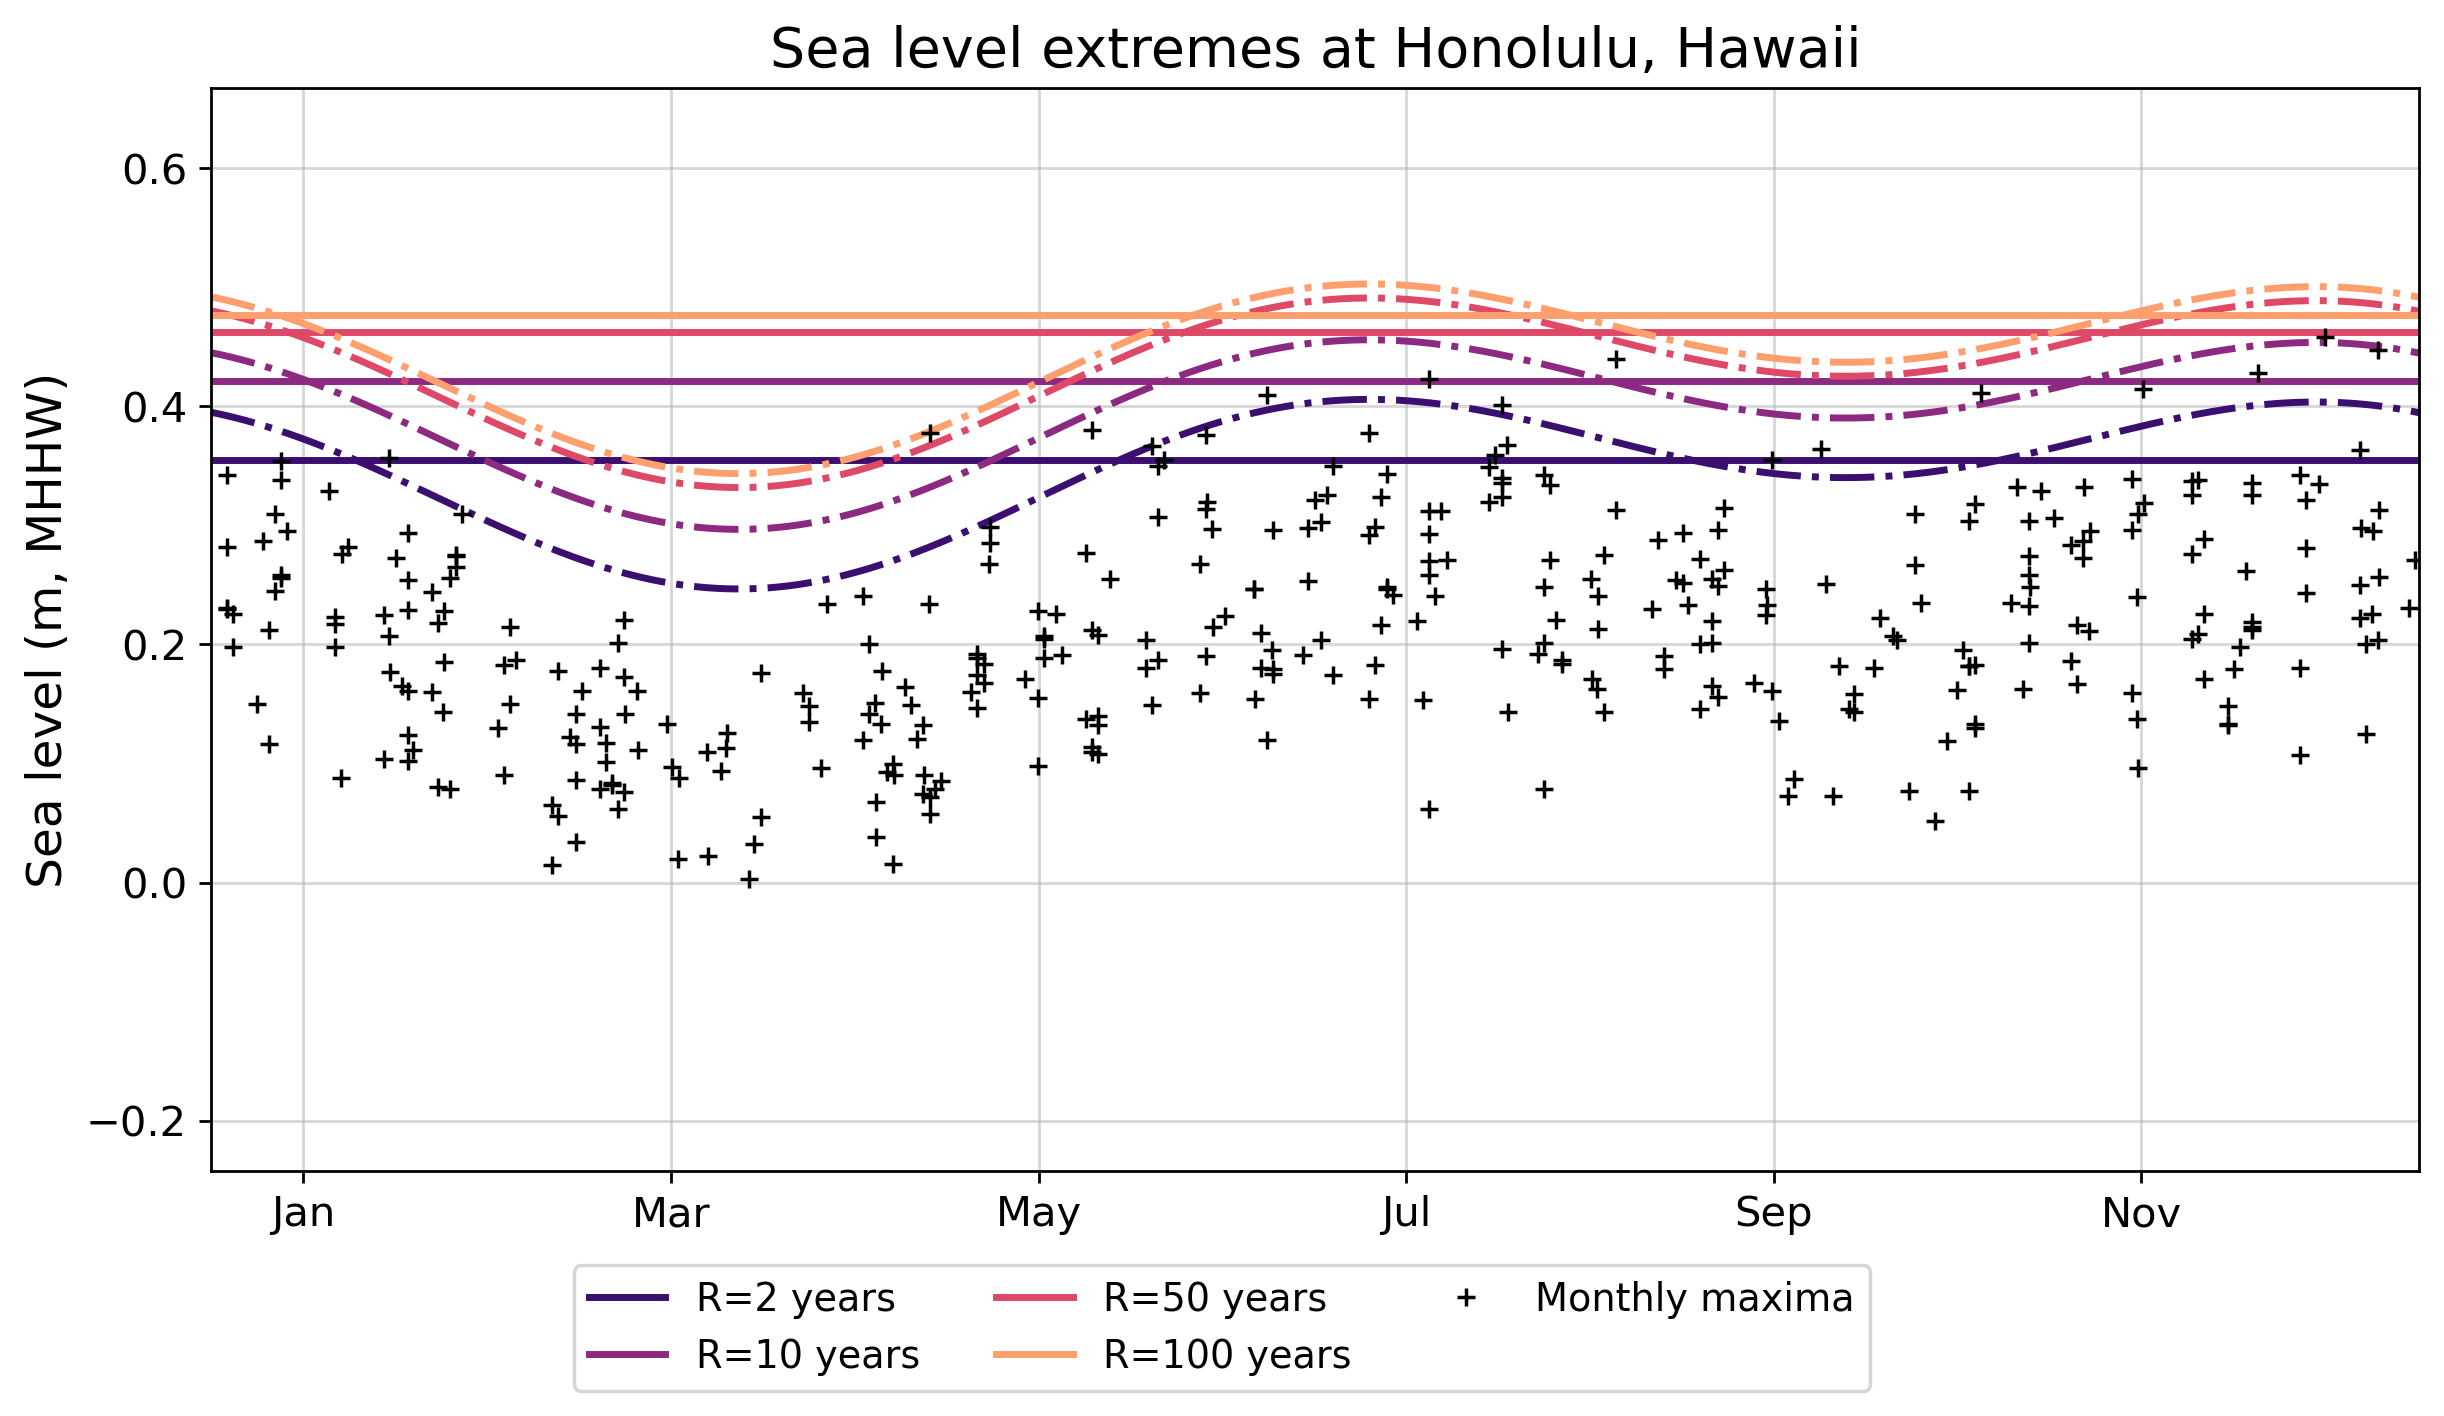 Sea level extremes at Honolulu, Hawaii
Sea level (m, MHHW)
0.6
0.4
0.2
0.0
−0.2
Jan Mar May Jul Sep Nov
R=2 years R=50 years Monthly maxima
R=10 years R=100 years